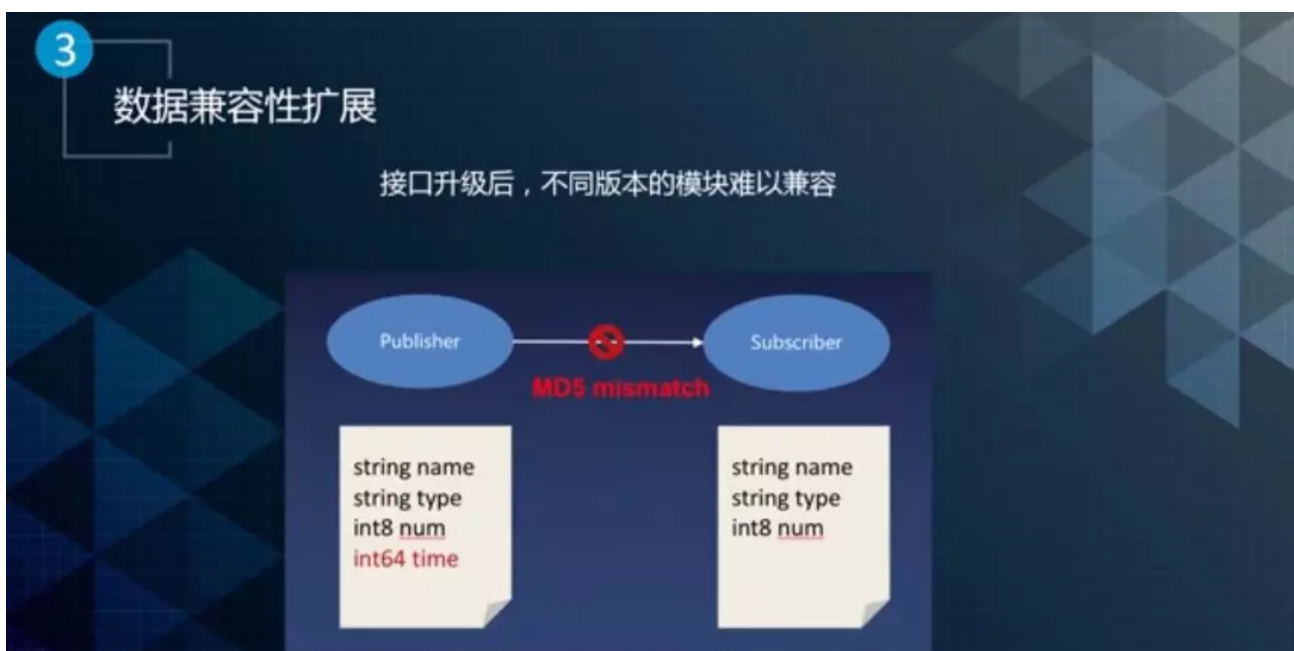 3
数据兼容性扩展
接口升级后，不同版本的模块难以兼容
Publisher
Subscriber
MD5 mismatch
string name
string type
int8 num
int64 time
string name
string type
int8 num